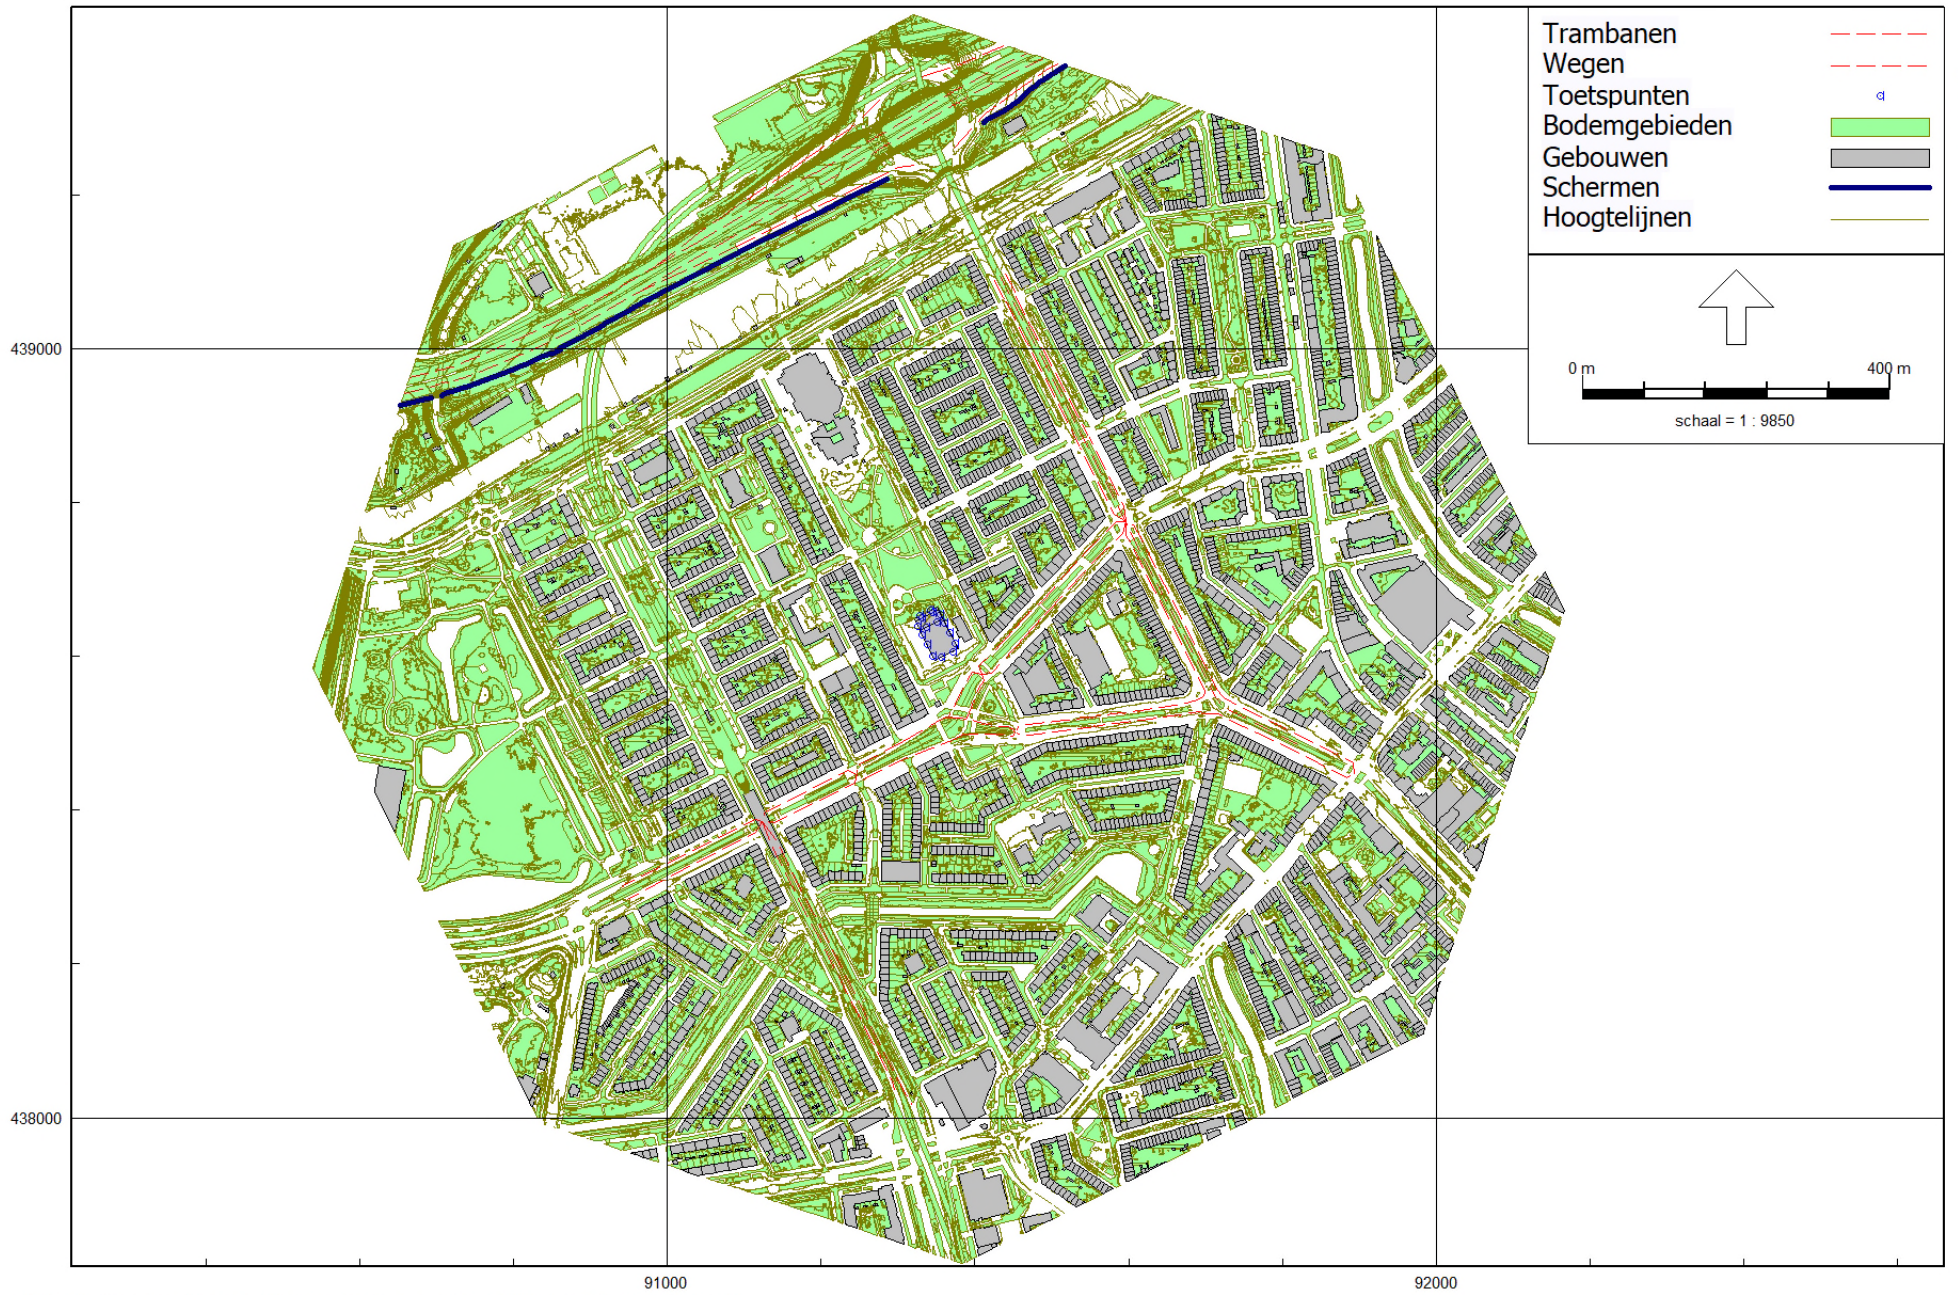 Trambanen
Wegen
Toetspunten
Bodemgebieden
Gebouwen
Schermen
Hoogtelijnen
0 m 400 m
schaal = 1 : 9850
439000
438000
91000 92000